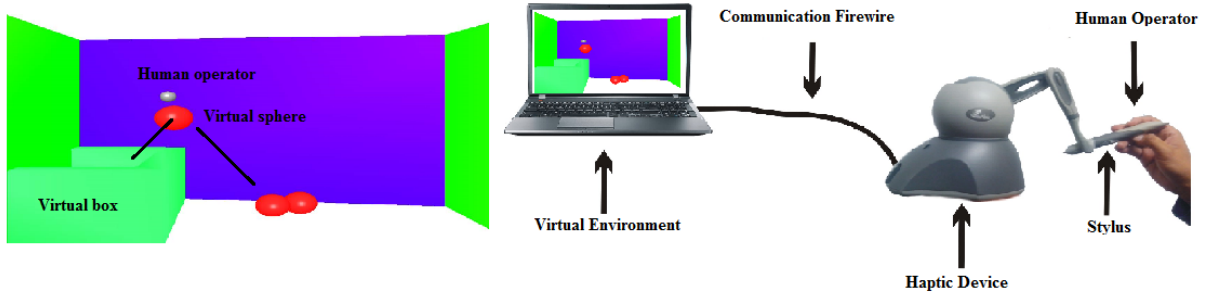 Human operator
Virtual sphere
Virtual box
Communication Firewire
Human Operator
Virtual Environment
Stylus
Haptic Device